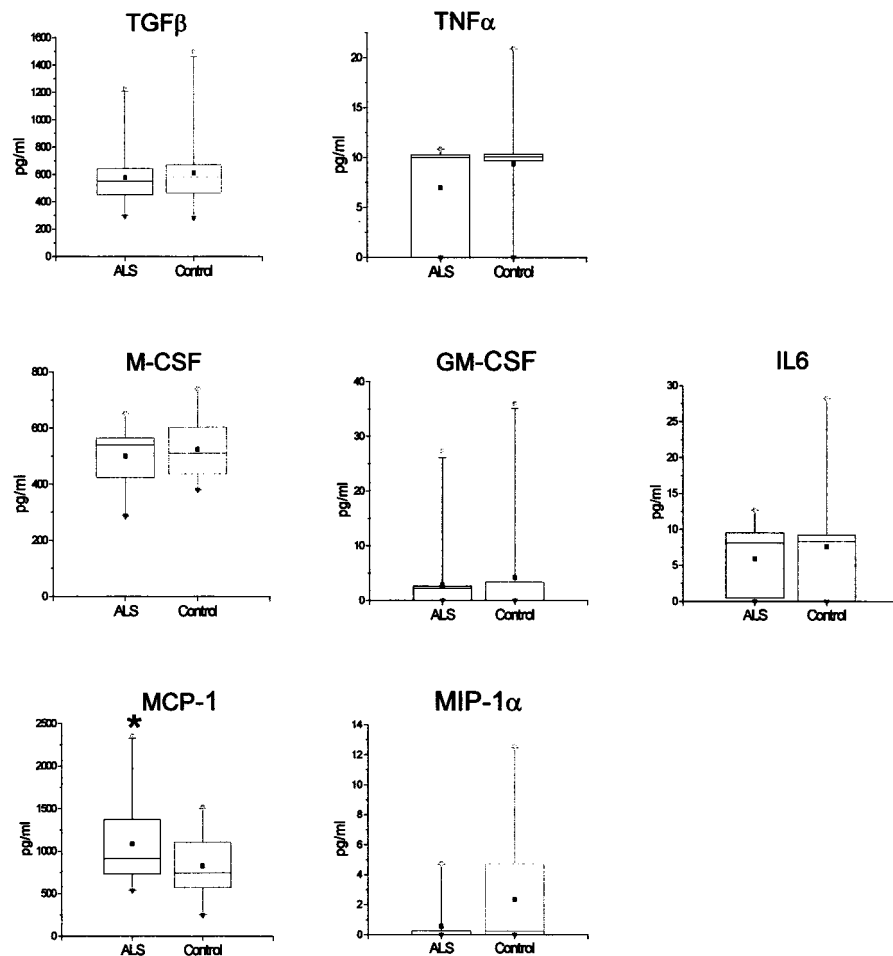 TGFβ
1600
1400
1200
1000
800
600
400
200
0
pg/ml
ALS Control
TNFα
20
15
10
5
0
pg/ml
ALS Control
M-CSF
800
600
400
200
0
pg/ml
ALS Control
GM-CSF
40
30
20
10
0
pg/ml
ALS Control
IL6
30
25
20
15
10
5
0
pg/ml
ALS Control
MCP-1
*
2500
2000
1500
1000
500
0
pg/ml
ALS Control
MIP-1α
14
12
10
8
6
4
2
0
pg/ml
ALS Control